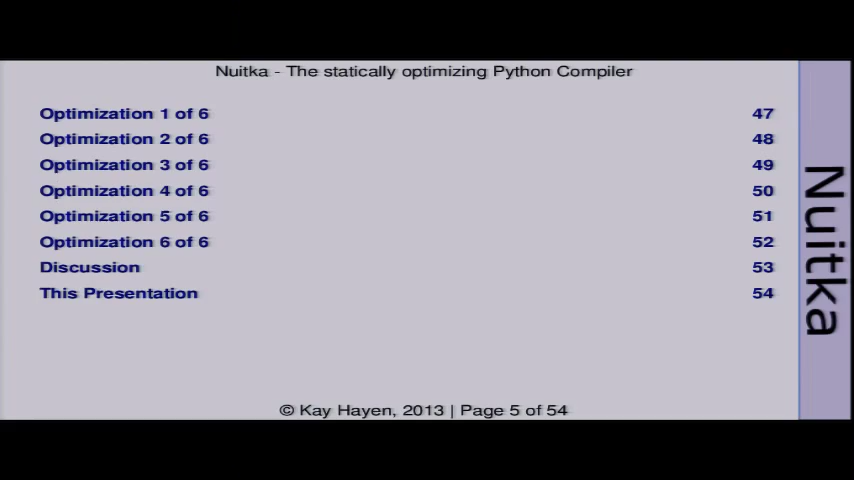 Nuitka - The statically optimizing Python Compiler
Optimization 1 of 6 47
Optimization 2 of 6 48
Optimization 3 of 6 49
Optimization 4 of 6 50
Optimization 5 of 6 51
Optimization 6 of 6 52
Discussion 53
This Presentation 54
© Kay Hayen, 2013 | Page 5 of 54
Nuitka